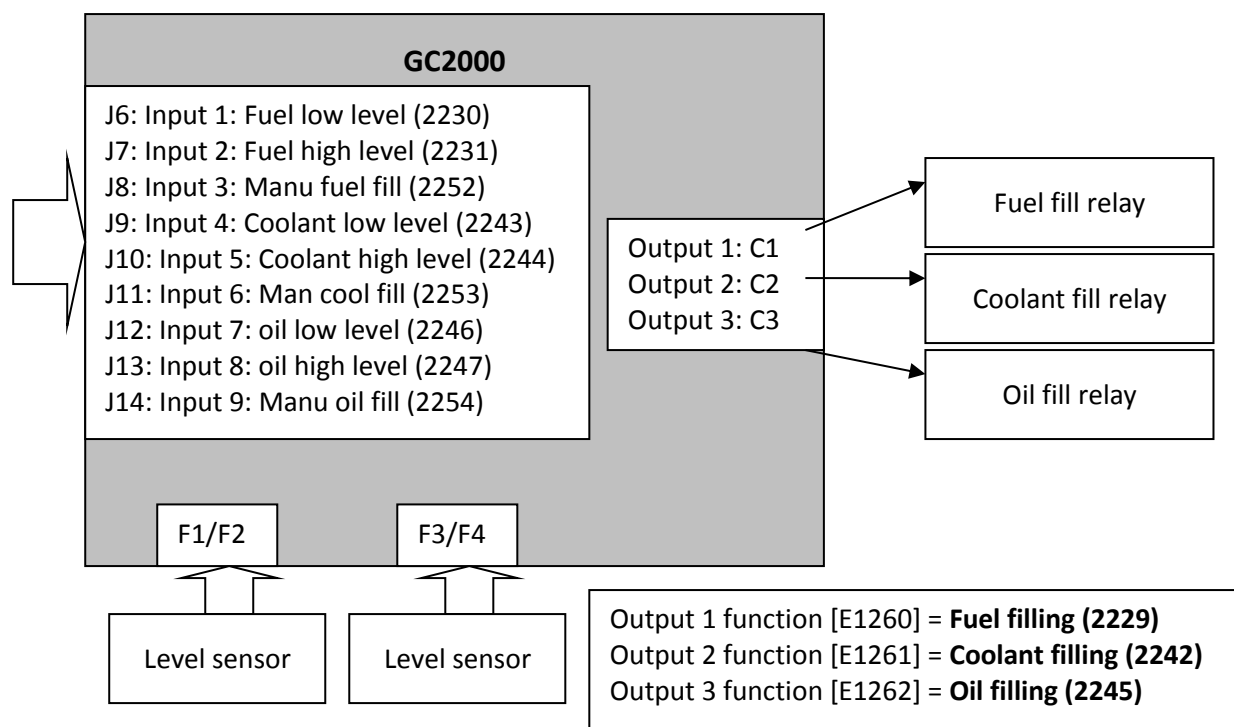 GC2000
J6: Input 1: Fuel low level (2230)
J7: Input 2: Fuel high level (2231)
J8: Input 3: Manu fuel fill (2252)
J9: Input 4: Coolant low level (2243)
J10: Input 5: Coolant high level (2244)
J11: Input 6: Man cool fill (2253)
J12: Input 7: oil low level (2246)
J13: Input 8: oil high level (2247)
J14: Input 9: Manu oil fill (2254)
Output 1: C1
Output 2: C2
Output 3: C3
Fuel fill relay
Coolant fill relay
Oil fill relay
F1/F2
F3/F4
Level sensor
Level sensor
Output 1 function [E1260] = Fuel filling (2229)
Output 2 function [E1261] = Coolant filling (2242)
Output 3 function [E1262] = Oil filling (2245)